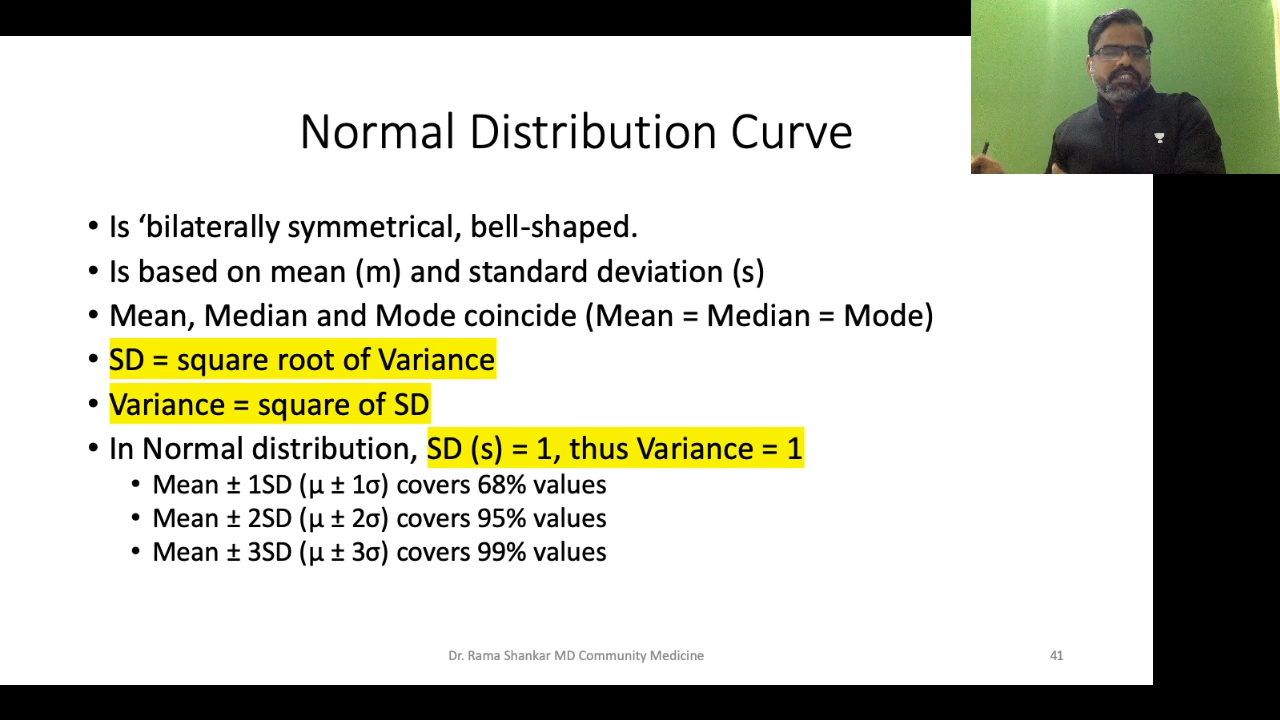 Normal Distribution Curve
• Is ‘bilaterally symmetrical, bell-shaped.
• Is based on mean (m) and standard deviation (s)
• Mean, Median and Mode coincide (Mean = Median = Mode)
• SD = square root of Variance
• Variance = square of SD
• In Normal distribution, SD (s) = 1, thus Variance = 1
• Mean ± 1SD (μ ± 1σ) covers 68% values
• Mean ± 2SD (μ ± 2σ) covers 95% values
• Mean ± 3SD (μ ± 3σ) covers 99% values
Dr. Rama Shankar MD Community Medicine
41